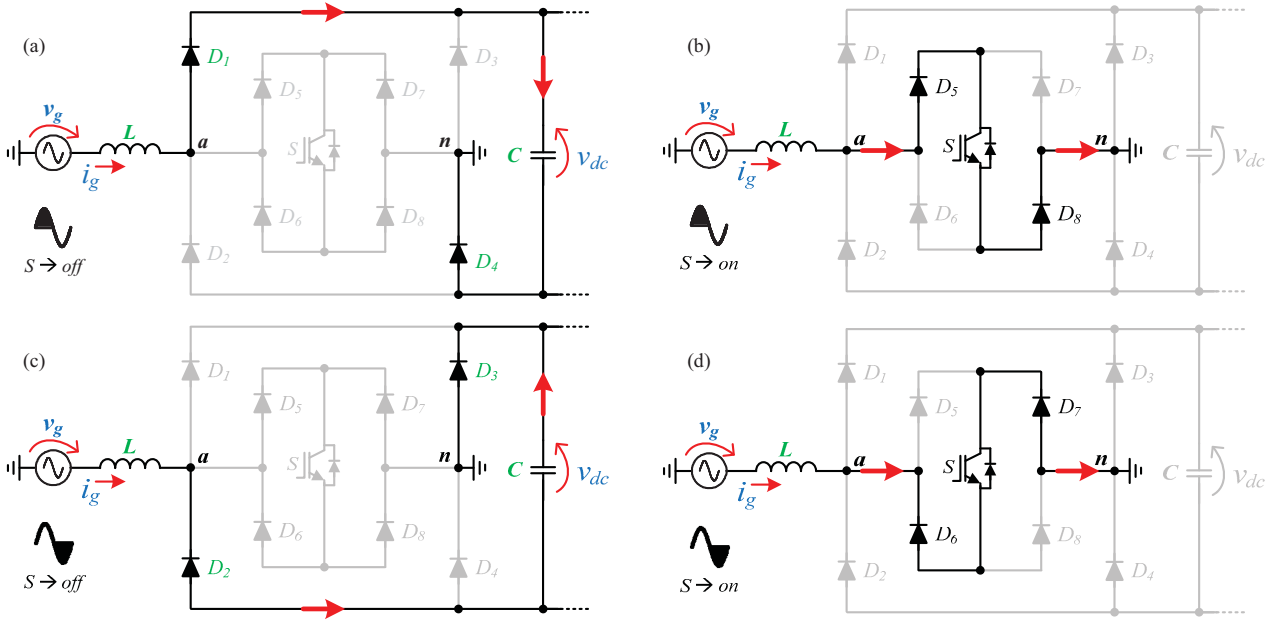 (a)
D1
D3
D5
D7
vg
L
a
S
n
C
vdc
ig
D6
D8
D2
D4
S → off
(b)
D1
D3
D5
D7
vg
L
a
S
n
C
vdc
ig
D6
D8
D2
D4
S → on
(c)
D1
D3
D5
D7
vg
L
a
S
n
C
vdc
ig
D6
D8
D2
D4
S → off
(d)
D1
D3
D5
D7
vg
L
a
S
n
C
vdc
ig
D6
D8
D2
D4
S → on